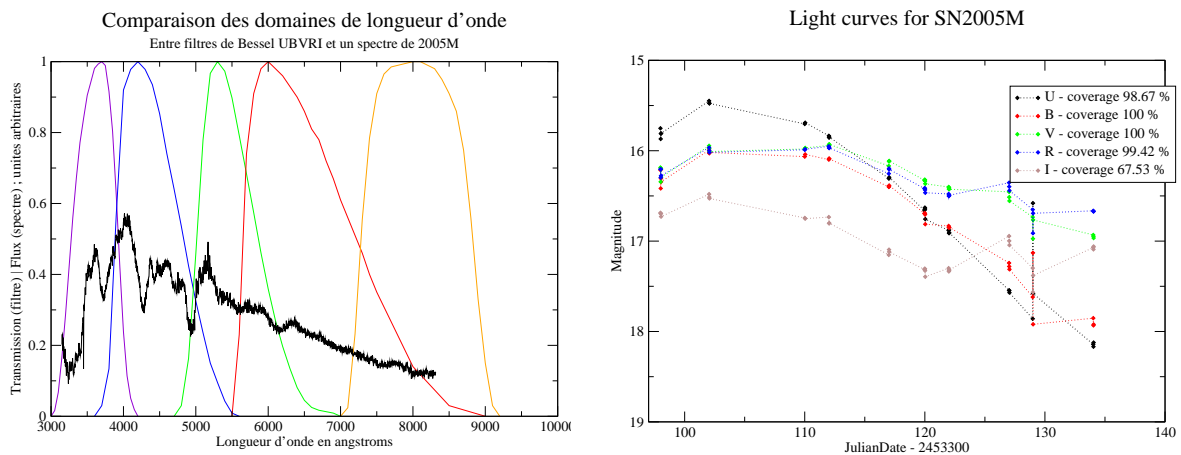 Comparaison des domaines de longueur d'onde
Entre filtres de Bessel UBVRI et un spectre de 2005M
Transmission (filtre) | Flux (spectre) ; unites arbitraires
1
0.8
0.6
0.4
0.2
0
3000 4000 5000 6000 7000 8000 9000 10000
Longueur d'onde en angstroms
Light curves for SN2005M
Magnitude
15
16
17
18
19
U - coverage 98.67 %
B - coverage 100 %
V - coverage 100 %
R - coverage 99.42 %
I - coverage 67.53 %
100 110 120 130 140
JulianDate - 2453300